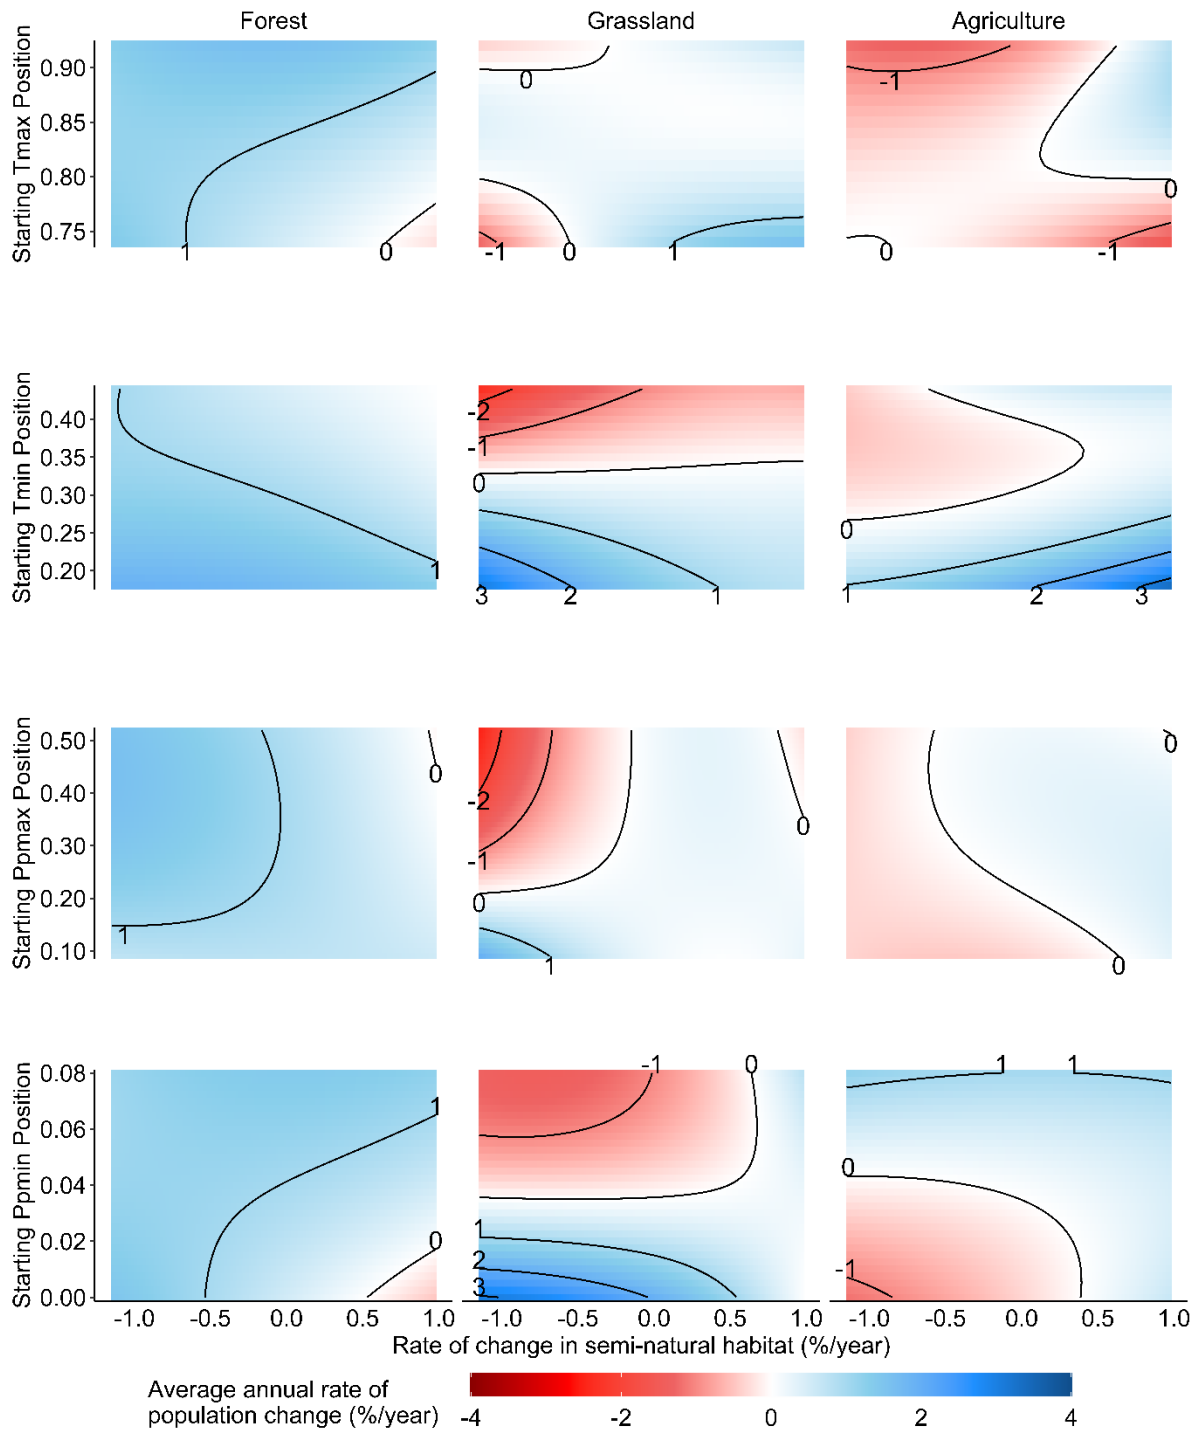 Forest Grassland Agriculture
Starting Tmax Position
0.90
0.85
0.80
0.75
1 0
0 -1 0 1
-1 0 0 -1
Starting Tmin Position
0.40
0.35
0.30
0.25
0.20
1
-2 -1 0 3 2 1
0 1 2 3
Starting Ppmax Position
0.50
0.40
0.30
0.20
0.10
1 0
-2 -1 0 1 0
0 0
Starting Ppmin Position
0.08
0.06
0.04
0.02
0.00
1 0
-1 0 1 2 3
1 1 0 -1
-1.0 -0.5 0.0 0.5 1.0 -1.0 -0.5 0.0 0.5 1.0 -1.0 -0.5 0.0 0.5 1.0
Rate of change in semi-natural habitat (%/year)
Average annual rate of
population change (%/year)
-4 -2 0 2 4